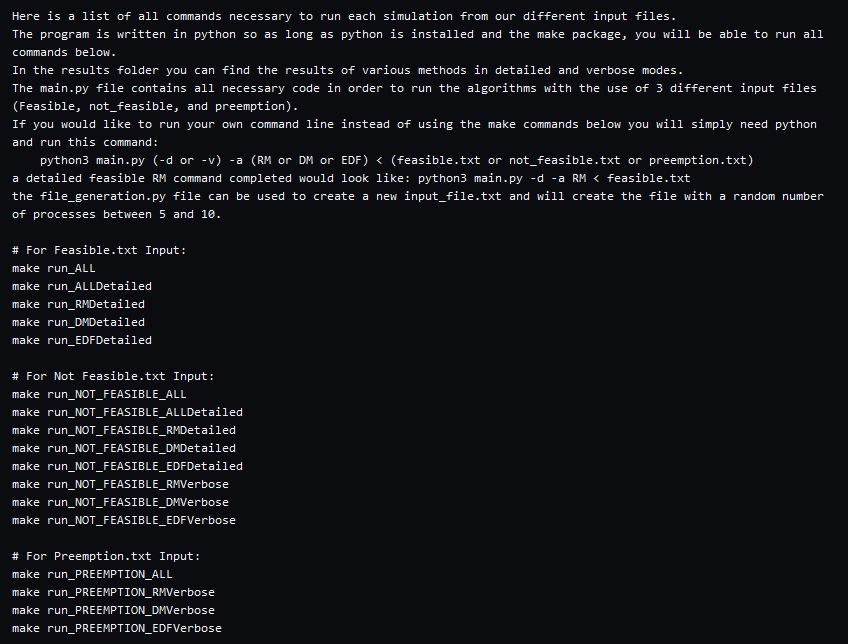 Here is a list of all commands necessary to run each simulation from our different input files.
The program is written in python so as long as python is installed and the make package, you will be able to run all
commands below.
In the results folder you can find the results of various methods in detailed and verbose modes.
The main.py file contains all necessary code in order to run the algorithms with the use of 3 different input files
(Feasible, not_feasible, and preemption).
If you would like to run your own command line instead of using the make commands below you will simply need python
and run this command:
    python3 main.py (-d or -v) -a (RM or DM or EDF) < (feasible.txt or not_feasible.txt or preemption.txt)
a detailed feasible RM command completed would look like: python3 main.py -d -a RM < feasible.txt
the file_generation.py file can be used to create a new input_file.txt and will create the file with a random number
of processes between 5 and 10.

# For Feasible.txt Input:
make run_ALL
make run_ALLDetailed
make run_RMDetailed
make run_DMDetailed
make run_EDFDetailed

# For Not Feasible.txt Input:
make run_NOT_FEASIBLE_ALL
make run_NOT_FEASIBLE_ALLDetailed
make run_NOT_FEASIBLE_RMDetailed
make run_NOT_FEASIBLE_DMDetailed
make run_NOT_FEASIBLE_EDFDetailed
make run_NOT_FEASIBLE_RMVerbose
make run_NOT_FEASIBLE_DMVerbose
make run_NOT_FEASIBLE_EDFVerbose

# For Preemption.txt Input:
make run_PREEMPTION_ALL
make run_PREEMPTION_RMVerbose
make run_PREEMPTION_DMVerbose
make run_PREEMPTION_EDFVerbose